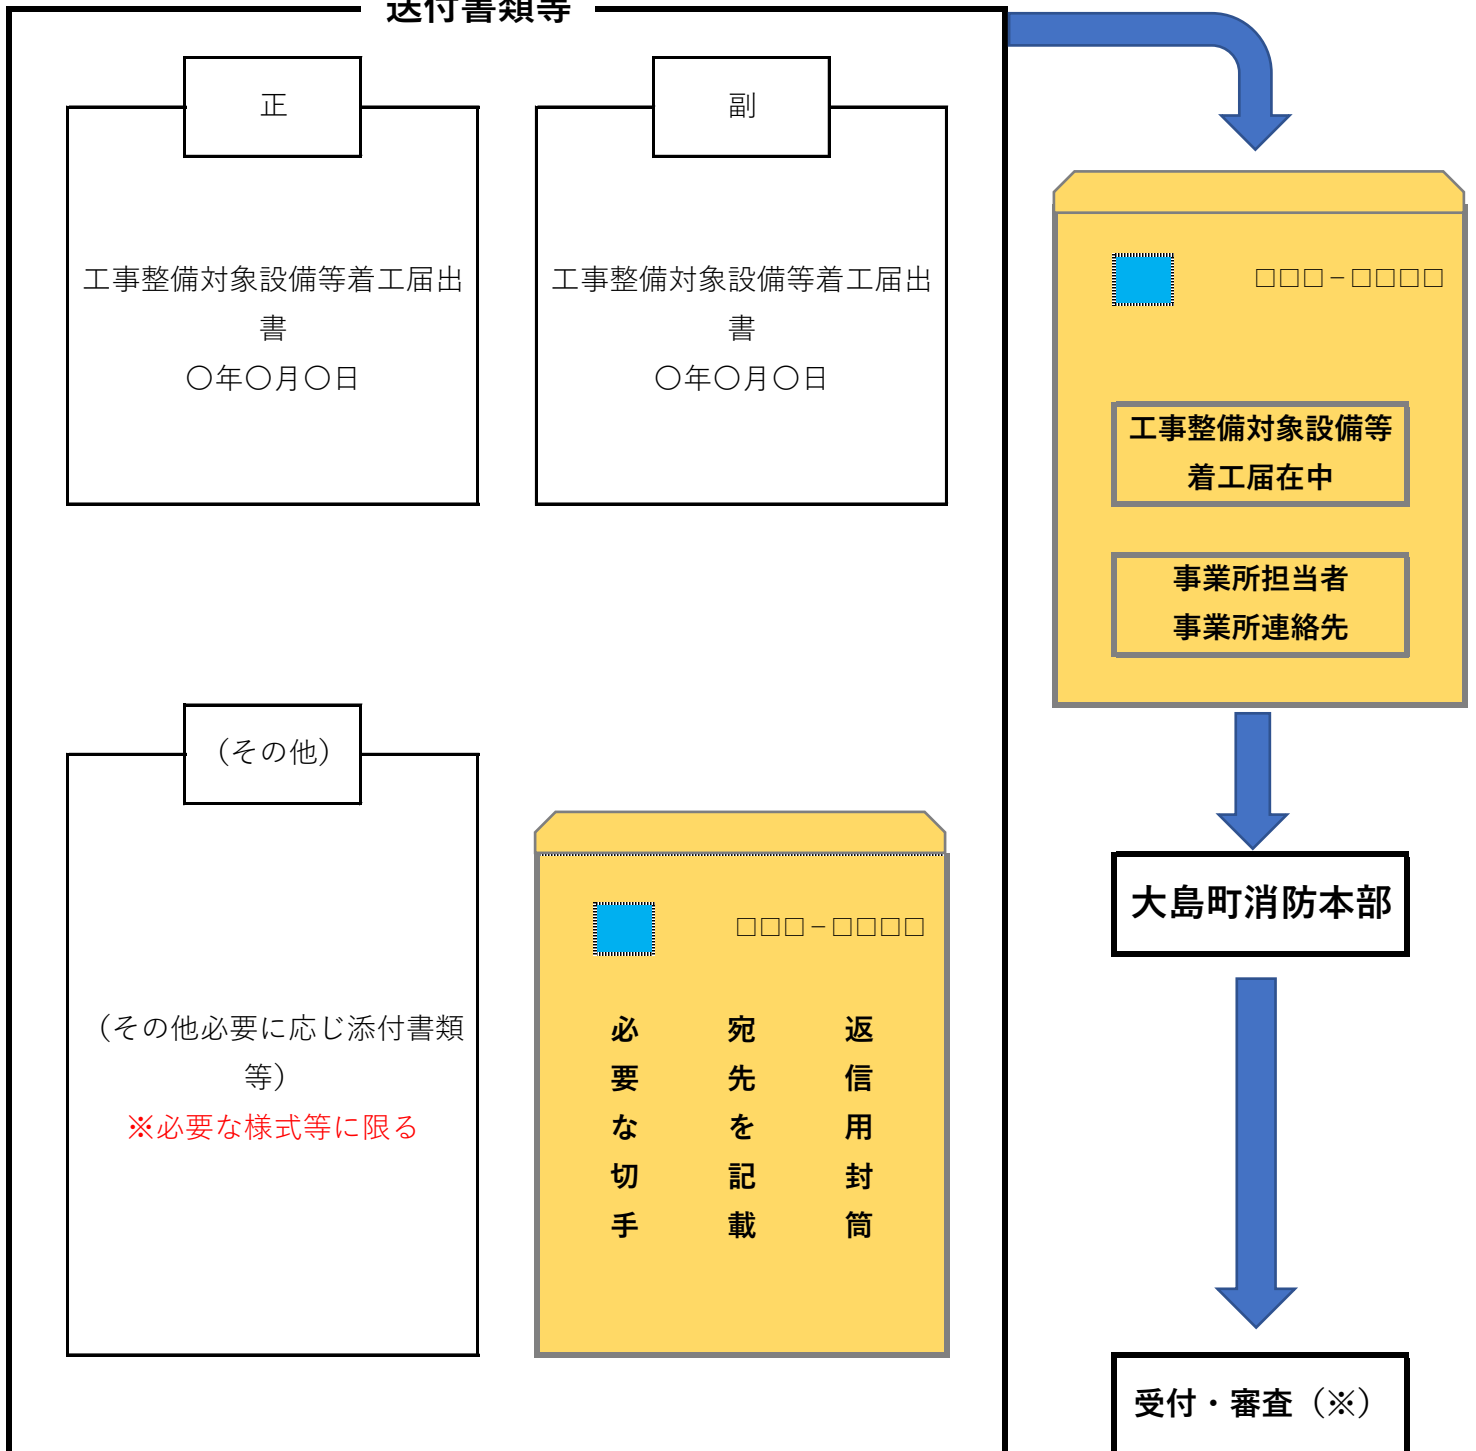 送付書類等
正
工事整備対象設備等着工届出
書
〇年〇月〇日
副
工事整備対象設備等着工届出
書
〇年〇月〇日
（その他）
（その他必要に応じ添付書類
等）
※必要な様式等に限る
□□□－□□□□
返信用封筒
宛先を記載
必要な切手
□□□－□□□□
工事整備対象設備等
着工届在中
事業所担当者
事業所連絡先
大島町消防本部
受付・審査（※）